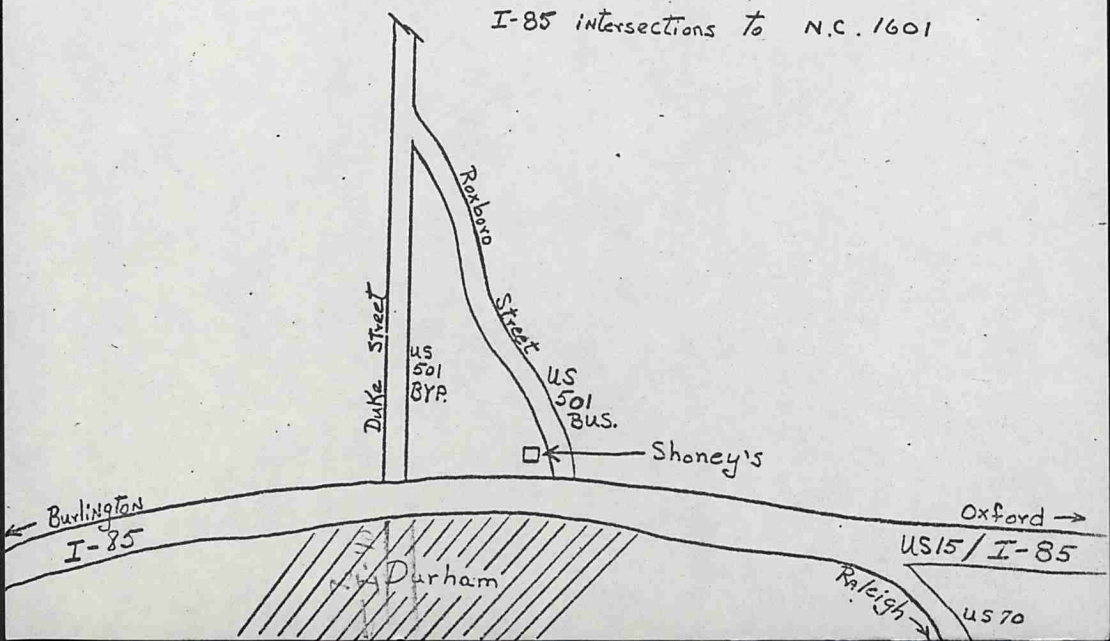 I-85 intersections to N.C. 1601
Roxboro
Street
Duke Street
US
501
BYP.
US
501
BUS.
Shoney's
Burlington
I-85
Oxford
US15/I-85
Durham
Raleigh
US 70